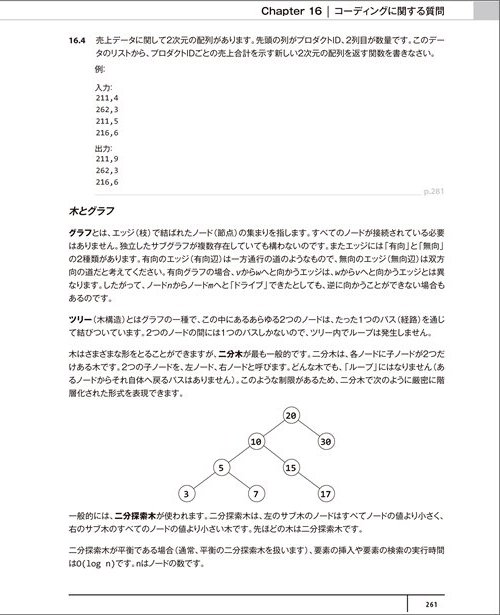 Chapter 16 | コーディングに関する質問
16.4 売上データに関して2次元の配列があります。先頭の列がプロダクトID、2列目が数量です。このデー
タのリストから、プロダクトIDごとの売上合計を示す新しい2次元の配列を返す関数を書きなさい。
例:
入力:
211,4
262,3
211,5
216,6
出力:
211,9
262,3
216,6
p.281
木とグラフ
グラフとは、エッジ(枝)で結ばれたノード(節点)の集まりを指します。すべてのノードが接続されている必要
はありません。独立したサブグラフが複数存在していても構わないのです。またエッジには「有向」と「無向」
の2種類があります。有向のエッジ(有向辺)は一方通行の道のようなもので、無向のエッジ(無向辺)は双方
向の道だと考えてください。有向グラフの場合、vからwへと向かうエッジは、wからvへと向かうエッジとは異
なります。したがって、ノードnからノードmへと「ドライブ」できたとしても、逆に向かうことができない場合も
あるのです。
ツリー(木構造)とはグラフの一種で、この中にあるあらゆる2つのノードは、たった1つのパス(経路)を通じ
て結びついています。2つのノードの間には1つのパスしかないので、ツリー内でループは発生しません。
木はさまざまな形をとることができますが、二分木が最も一般的です。二分木は、各ノードに子ノードが2つだ
けある木です。2つの子ノードを、左ノード、右ノードと呼びます。どんな木でも、「ループ」にはなりません(あ
るノードからそれ自体へ戻るパスはありません)。このような制限があるため、二分木で次のように厳密に階
層化された形式を表現できます。
20
10 30
5 15
3 7 17
一般的には、二分探索木が使われます。二分探索木は、左のサブ木のノードはすべてノードの値より小さく、
右のサブ木のすべてのノードの値より小さい木です。先ほどの木は二分探索木です。
二分探索木が平衡である場合(通常、平衡の二分探索木を扱います)、要素の挿入や要素の検索の実行時間
はO(log n)です。nはノードの数です。
261